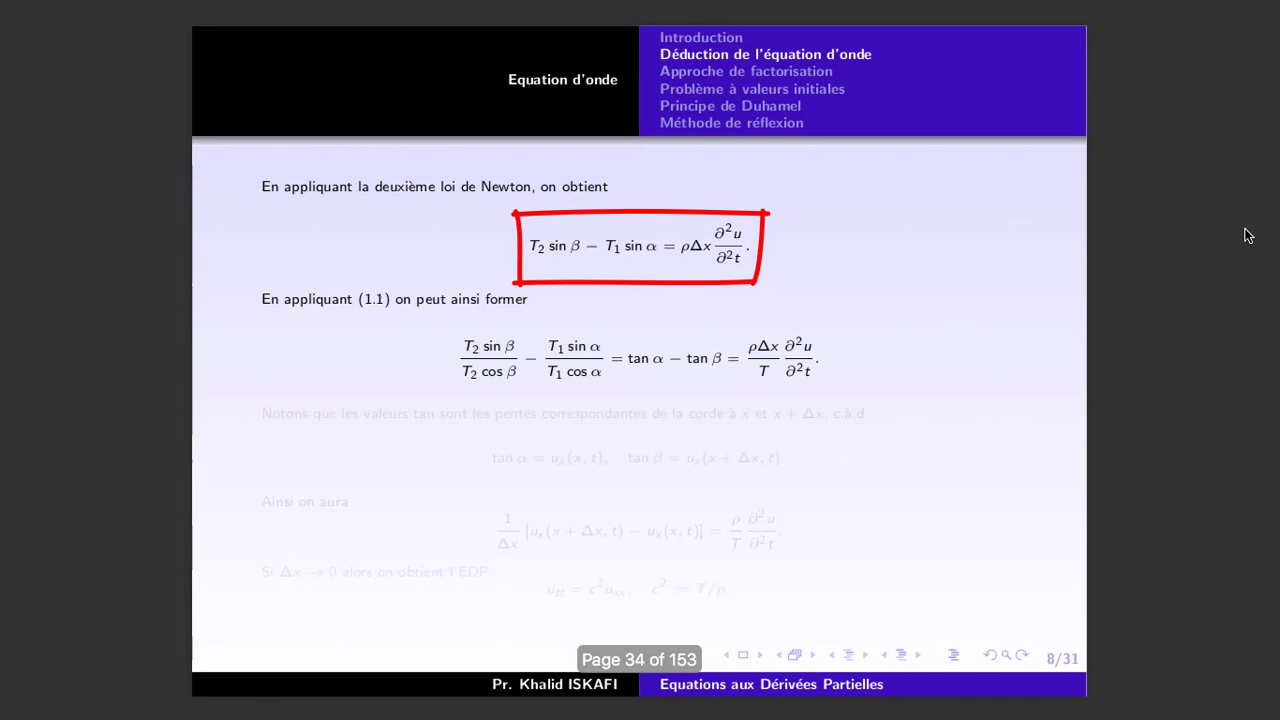 Equation d'onde
Introduction
Déduction de l'équation d'onde
Approche de factorisation
Problème à valeurs initiales
Principe de Duhamel
Méthode de réflexion
En appliquant la deuxième loi de Newton, on obtient
T₂ sin β − T₁ sin α = ρΔx ∂²u/∂²t.
En appliquant (1.1) on peut ainsi former
T₂ sin β/T₂ cos β − T₁ sin α/T₁ cos α = tan α − tan β = ρΔx/T ∂²u/∂²t.
Notons que les valeurs tan sont les pentes correspondantes de la corde à x et x + Δx, c.à.d
tan α = uₓ(x, t), tan β = uₓ(x + Δx, t).
Ainsi on aura
1/Δx [uₓ(x + Δx, t) − uₓ(x, t)] = ρ/T ∂²u/∂²t.
Si Δx → 0 alors on obtient l'EDP
uₜₜ = c²uₓₓ, c² := T/ρ.
Page 34 of 153
8/31
Pr. Khalid ISKAFI
Equations aux Dérivées Partielles